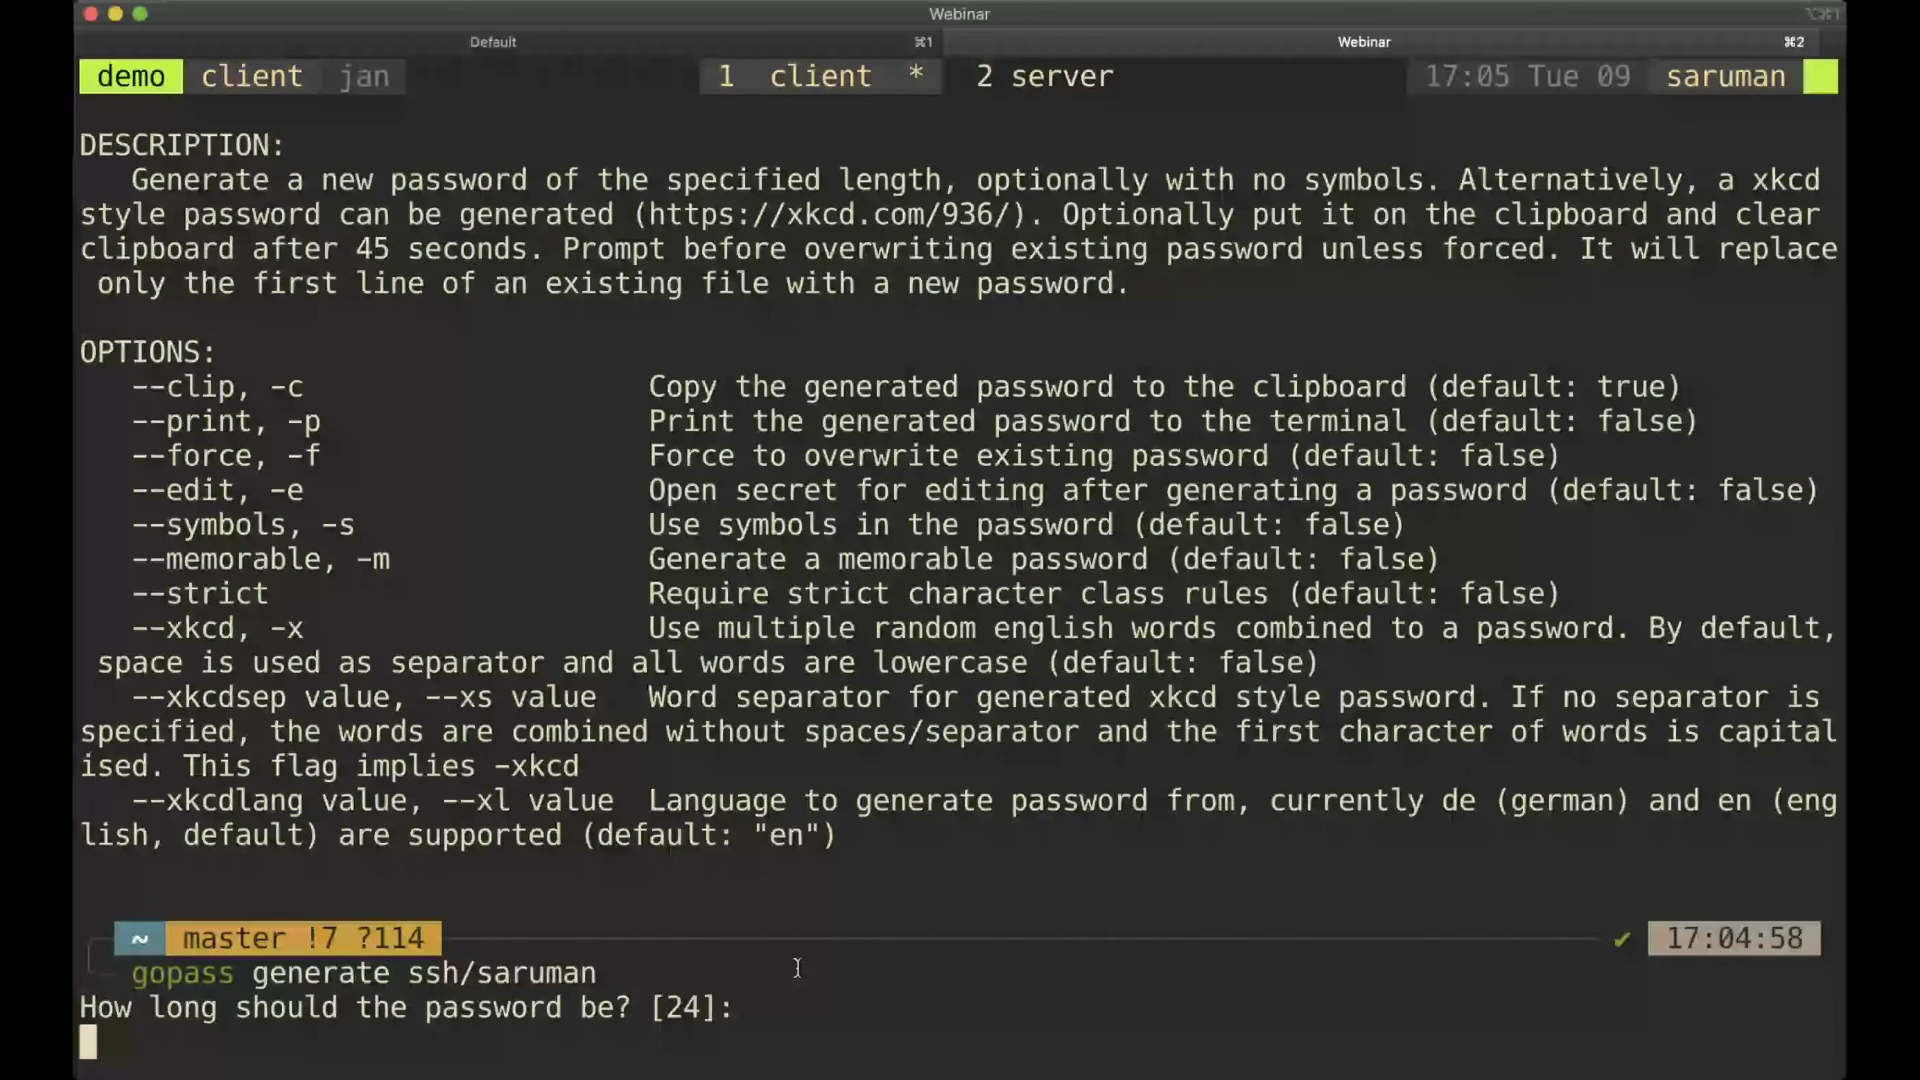 Webinar ⌥⌘1
Default ⌘1 Webinar ⌘2
demo client jan 1 client * 2 server 17:05 Tue 09 saruman
DESCRIPTION:
Generate a new password of the specified length, optionally with no symbols. Alternatively, a xkcd
style password can be generated (https://xkcd.com/936/). Optionally put it on the clipboard and clear
clipboard after 45 seconds. Prompt before overwriting existing password unless forced. It will replace
only the first line of an existing file with a new password.
OPTIONS:
--clip, -c Copy the generated password to the clipboard (default: true)
--print, -p Print the generated password to the terminal (default: false)
--force, -f Force to overwrite existing password (default: false)
--edit, -e Open secret for editing after generating a password (default: false)
--symbols, -s Use symbols in the password (default: false)
--memorable, -m Generate a memorable password (default: false)
--strict Require strict character class rules (default: false)
--xkcd, -x Use multiple random english words combined to a password. By default,
space is used as separator and all words are lowercase (default: false)
--xkcdsep value, --xs value Word separator for generated xkcd style password. If no separator is
specified, the words are combined without spaces/separator and the first character of words is capital
ised. This flag implies -xkcd
--xkcdlang value, --xl value Language to generate password from, currently de (german) and en (eng
lish, default) are supported (default: "en")
~ master !7 ?114 ✔ 17:04:58
gopass generate ssh/saruman
How long should the password be? [24]: